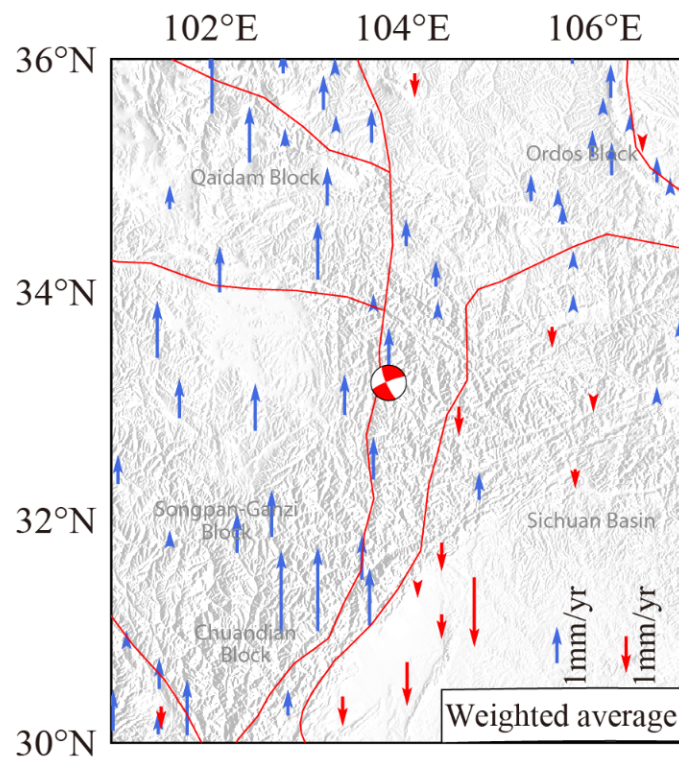 102°E 104°E 106°E
36°N
Ordos Block
Qaidam Block
34°N
Songpan-Ganzi
Block
32°N
Sichuan Basin
Chuandian
Block
1mm/yr
1mm/yr
Weighted average
30°N